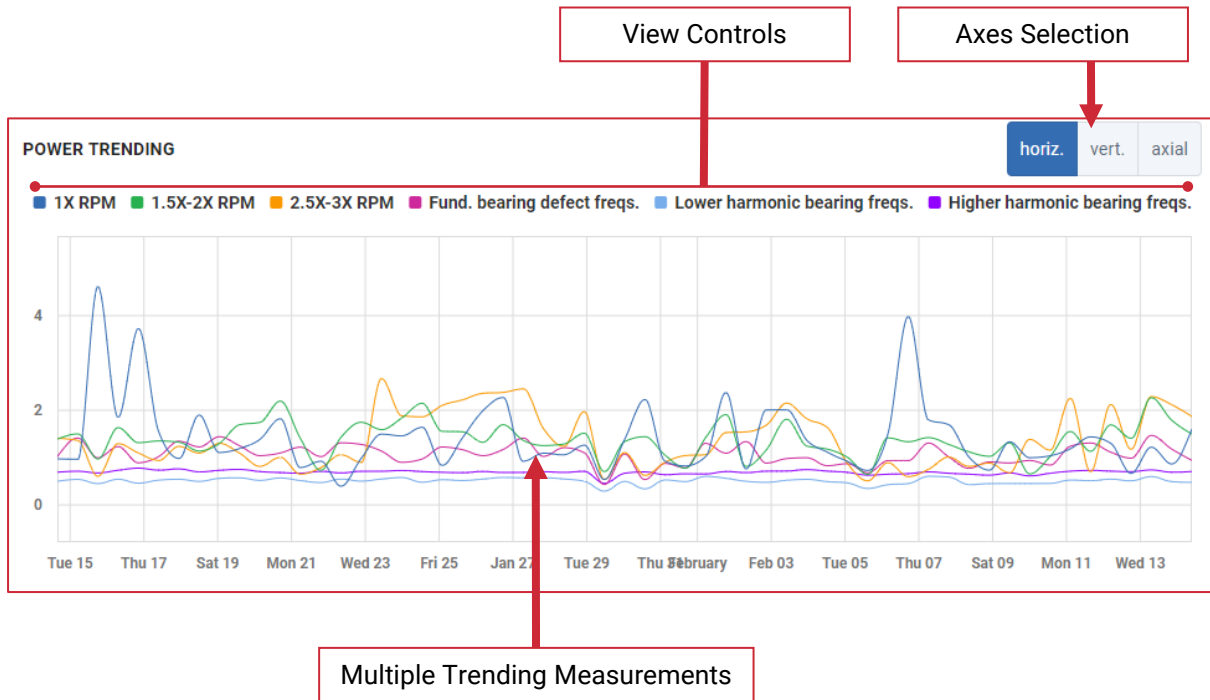 View Controls
Axes Selection
POWER TRENDING
horiz. vert. axial
1X RPM 1.5X-2X RPM 2.5X-3X RPM Fund. bearing defect freqs. Lower harmonic bearing freqs. Higher harmonic bearing freqs.
4
2
0
Tue 15 Thu 17 Sat 19 Mon 21 Wed 23 Fri 25 Jan 27 Tue 29 Thu 31 February Feb 03 Tue 05 Thu 07 Sat 09 Mon 11 Wed 13
Multiple Trending Measurements